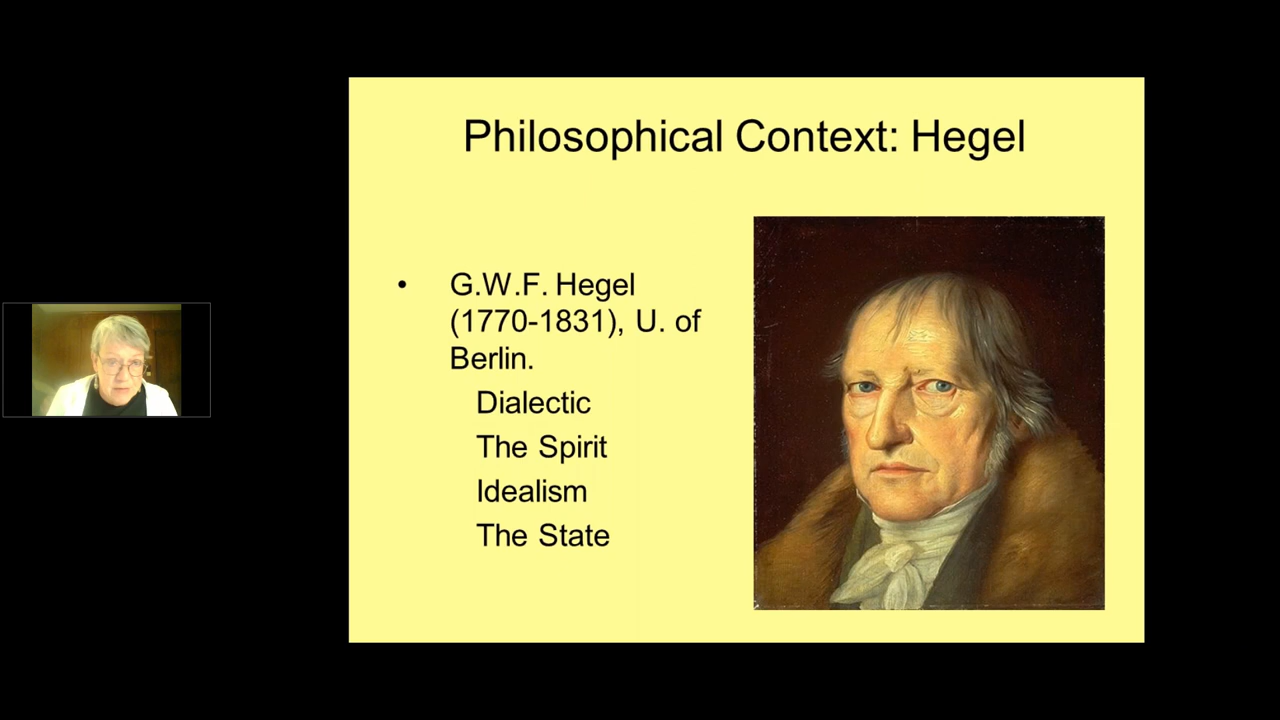 Philosophical Context: Hegel
• G.W.F. Hegel
(1770-1831), U. of
Berlin.
Dialectic
The Spirit
Idealism
The State